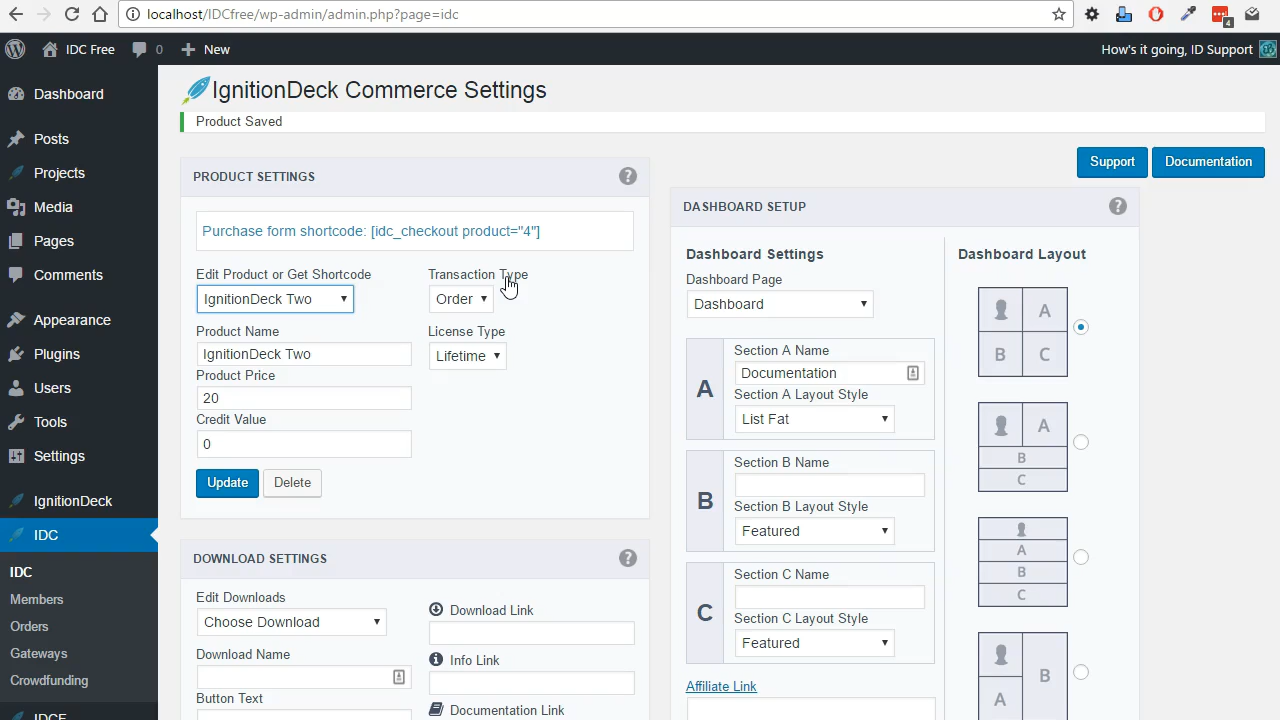 localhost/IDCfree/wp-admin/admin.php?page=idc
4
IDC Free
0
New
How's it going, ID Support
Dashboard
Posts
Projects
Media
Pages
Comments
Appearance
Plugins
Users
Tools
Settings
IgnitionDeck
IDC
IDC
Members
Orders
Gateways
Crowdfunding
IDCF
IgnitionDeck Commerce Settings
Product Saved
Support
Documentation
PRODUCT SETTINGS
?
Purchase form shortcode: [idc_checkout product="4"]
Edit Product or Get Shortcode
IgnitionDeck Two
Transaction Type
Order
Product Name
IgnitionDeck Two
License Type
Lifetime
Product Price
20
Credit Value
0
Update
Delete
DOWNLOAD SETTINGS
?
Edit Downloads
Choose Download
Download Name
Button Text
Download Link
Info Link
Documentation Link
DASHBOARD SETUP
?
Dashboard Settings
Dashboard Page
Dashboard
A
Section A Name
Documentation
Section A Layout Style
List Fat
B
Section B Name
Section B Layout Style
Featured
C
Section C Name
Section C Layout Style
Featured
Affiliate Link
Dashboard Layout
A
B
C
A
B
C
A
B
C
B
A